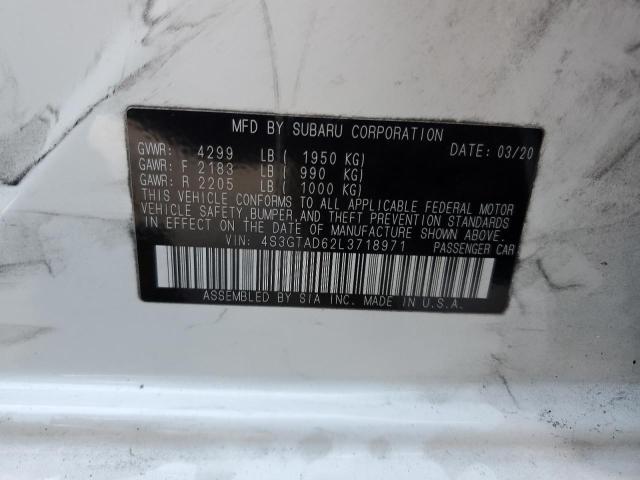 MFD BY SUBARU CORPORATION DATE: 03/20
GVWR: 4299 LB ( 1950 KG)
GAWR: F 2183 LB ( 990 KG)
GAWR: R 2205 LB ( 1000 KG)
THIS VEHICLE CONFORMS TO ALL APPLICABLE FEDERAL MOTOR
VEHICLE SAFETY, BUMPER, AND THEFT PREVENTION STANDARDS
IN EFFECT ON THE DATE OF MANUFACTURE SHOWN ABOVE.
VIN: 4S3GTAD62L3718971 PASSENGER CAR
ASSEMBLED BY SIA INC. MADE IN U.S.A.